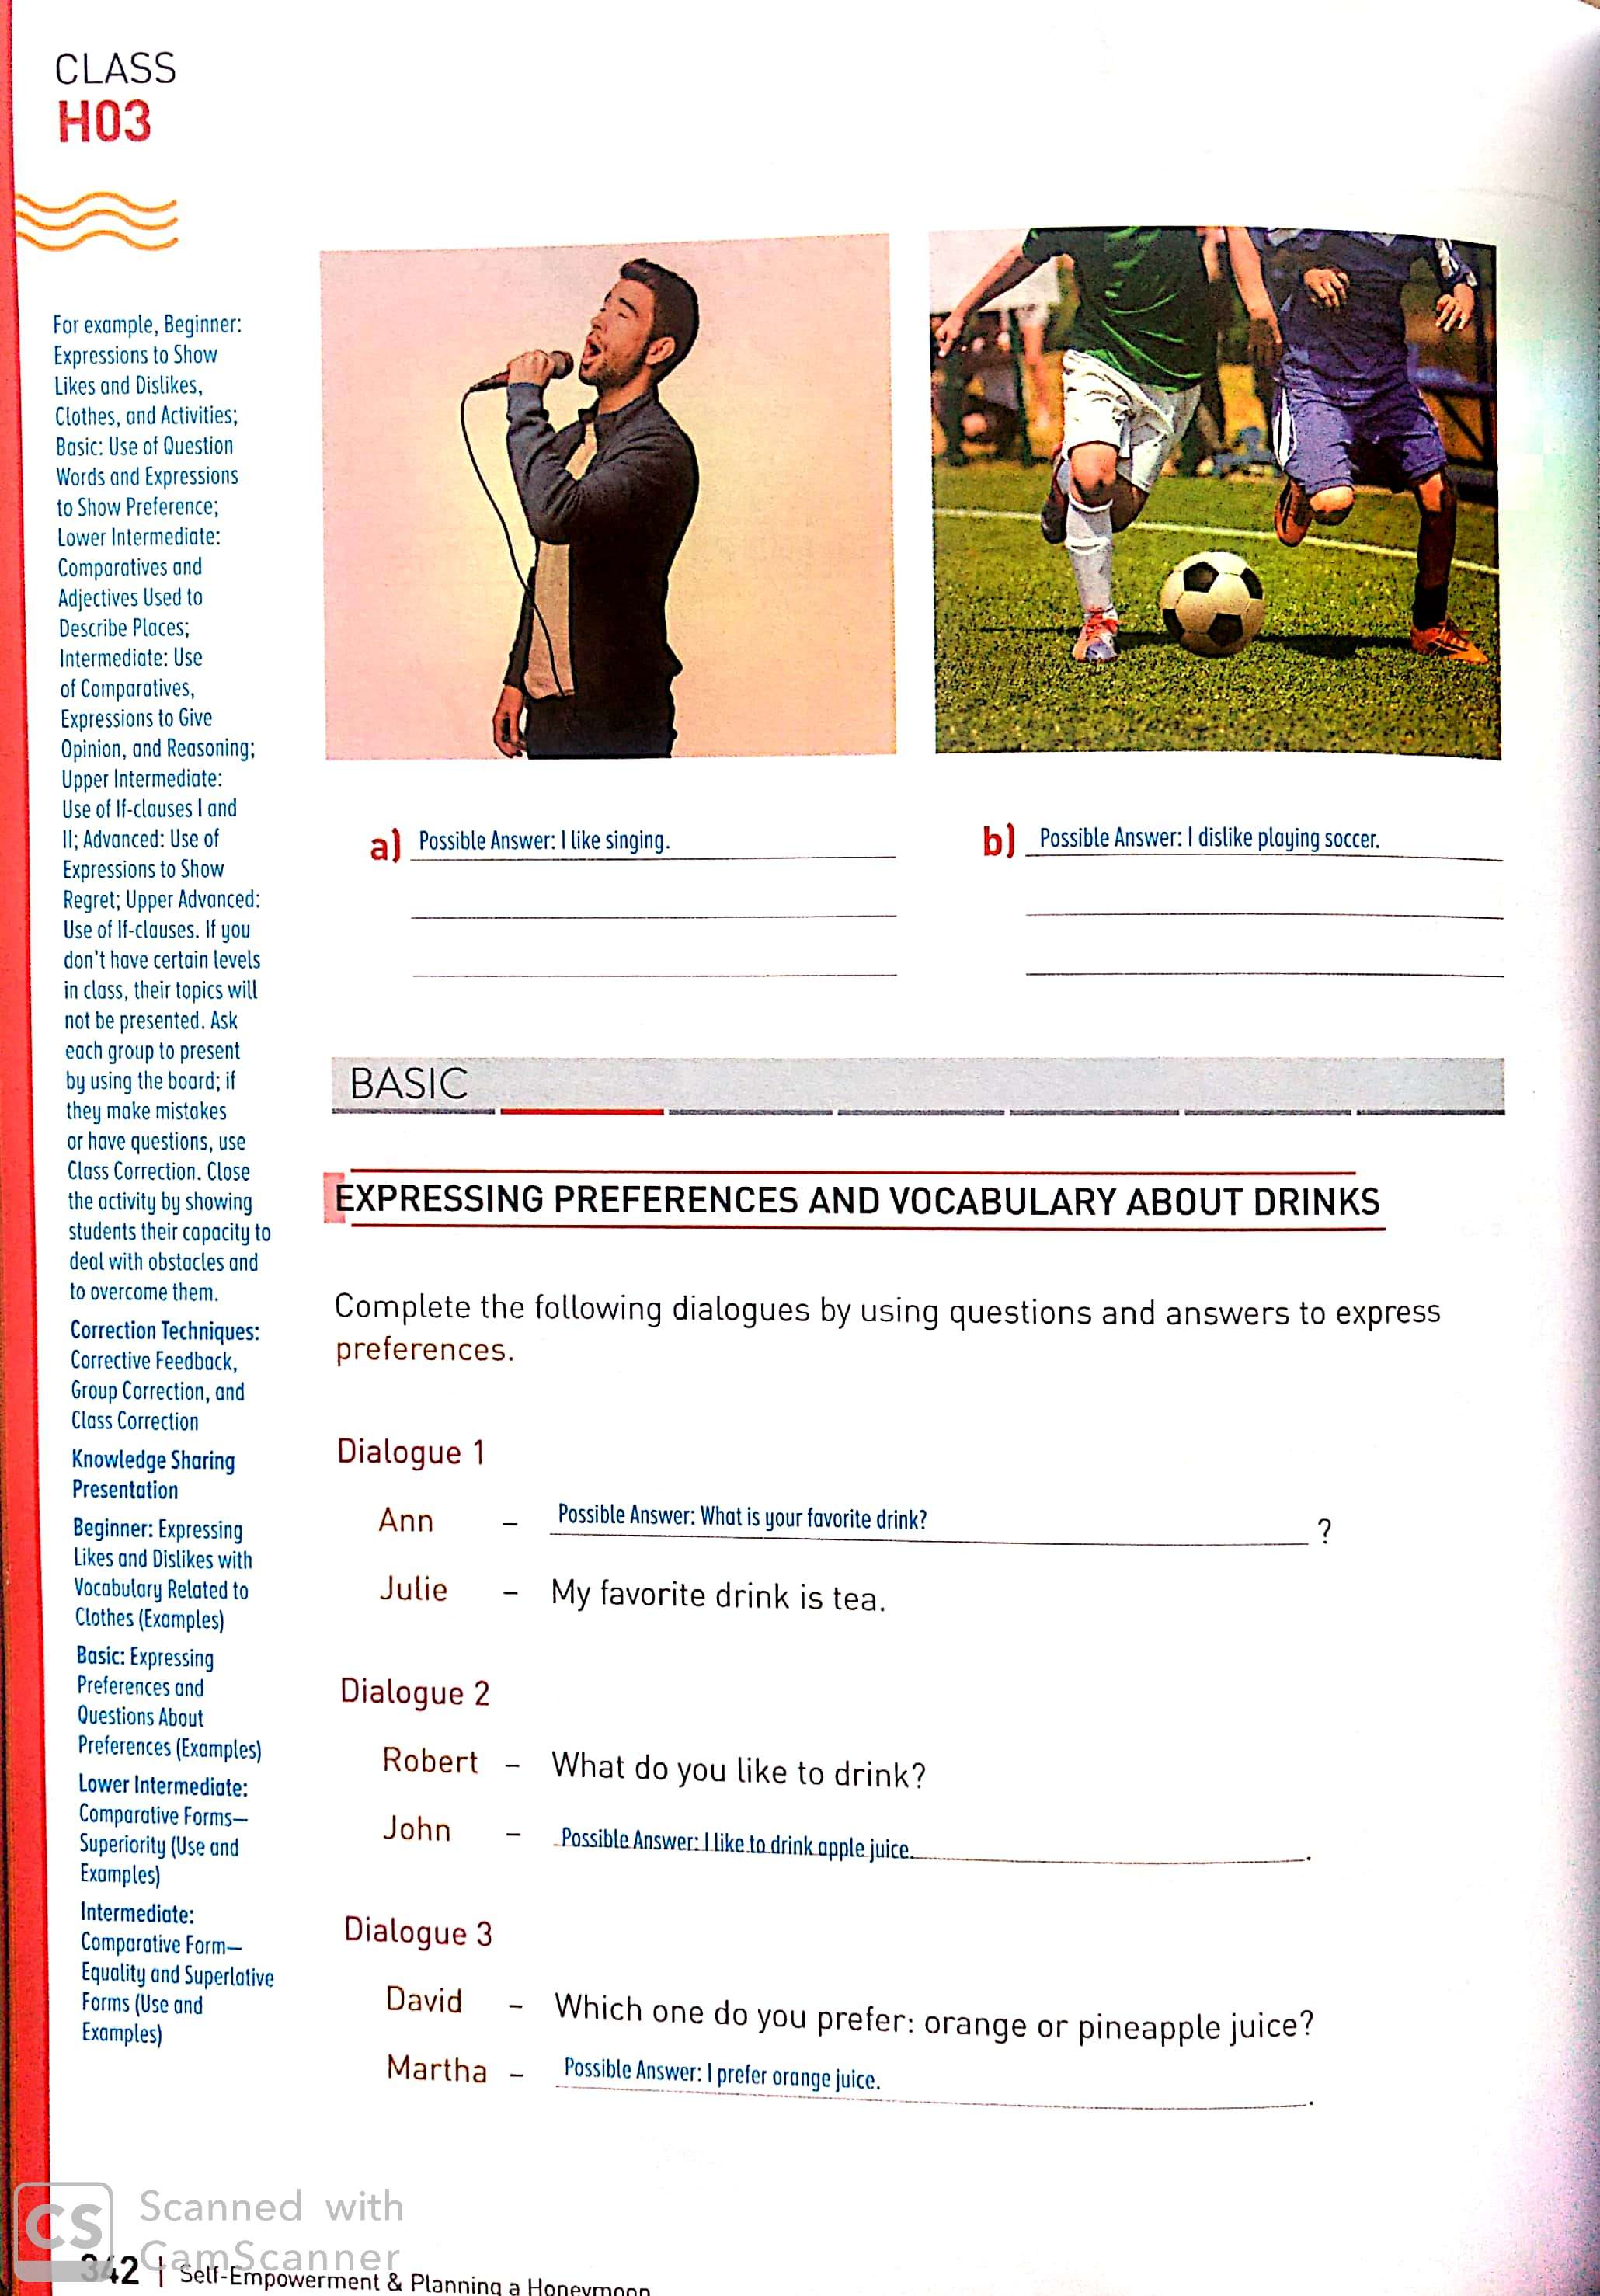 CLASS
H03
For example, Beginner:
Expressions to Show
Likes and Dislikes,
Clothes, and Activities;
Basic: Use of Question
Words and Expressions
to Show Preference;
Lower Intermediate:
Comparatives and
Adjectives Used to
Describe Places;
Intermediate: Use
of Comparatives,
Expressions to Give
Opinion, and Reasoning;
Upper Intermediate:
Use of If-clauses I and
II; Advanced: Use of
Expressions to Show
Regret; Upper Advanced:
Use of If-clauses. If you
don't have certain levels
in class, their topics will
not be presented. Ask
each group to present
by using the board; if
they make mistakes
or have questions, use
Class Correction. Close
the activity by showing
students their capacity to
deal with obstacles and
to overcome them.
Correction Techniques:
Corrective Feedback,
Group Correction, and
Class Correction
Knowledge Sharing
Presentation
Beginner: Expressing
Likes and Dislikes with
Vocabulary Related to
Clothes (Examples)
Basic: Expressing
Preferences and
Questions About
Preferences (Examples)
Lower Intermediate:
Comparative Forms—
Superiority (Use and
Examples)
Intermediate:
Comparative Form—
Equality and Superlative
Forms (Use and
Examples)
a) Possible Answer: I like singing.
b) Possible Answer: I dislike playing soccer.
BASIC
EXPRESSING PREFERENCES AND VOCABULARY ABOUT DRINKS
Complete the following dialogues by using questions and answers to express
preferences.
Dialogue 1
Ann – Possible Answer: What is your favorite drink? ?
Julie – My favorite drink is tea.
Dialogue 2
Robert – What do you like to drink?
John – Possible Answer: I like to drink apple juice. .
Dialogue 3
David – Which one do you prefer: orange or pineapple juice?
Martha – Possible Answer: I prefer orange juice. .
CS Scanned with
CamScanner
342 | Self-Empowerment & Planning a Honeymoon